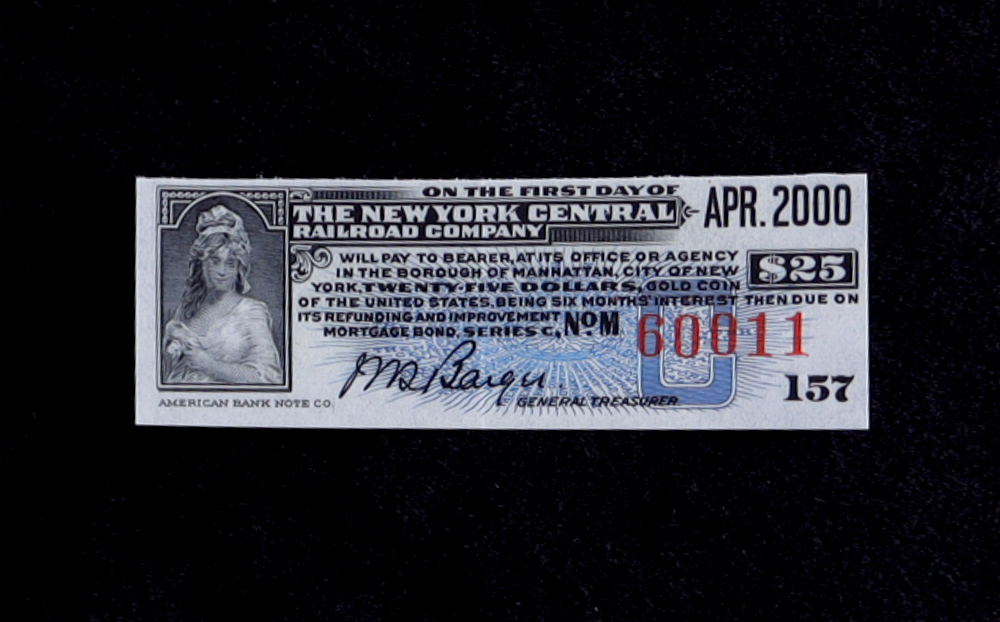 ON THE FIRST DAY OF
THE NEW YORK CENTRAL
RAILROAD COMPANY
APR. 2000
WILL PAY TO BEARER, AT ITS OFFICE OR AGENCY
IN THE BOROUGH OF MANHATTAN, CITY OF NEW
YORK, TWENTY-FIVE DOLLARS, GOLD COIN
$25
OF THE UNITED STATES, BEING SIX MONTHS' INTEREST THEN DUE ON
ITS REFUNDING AND IMPROVEMENT
MORTGAGE BOND, SERIES C, NO M
60011
GENERAL TREASURER.
157
AMERICAN BANK NOTE CO.